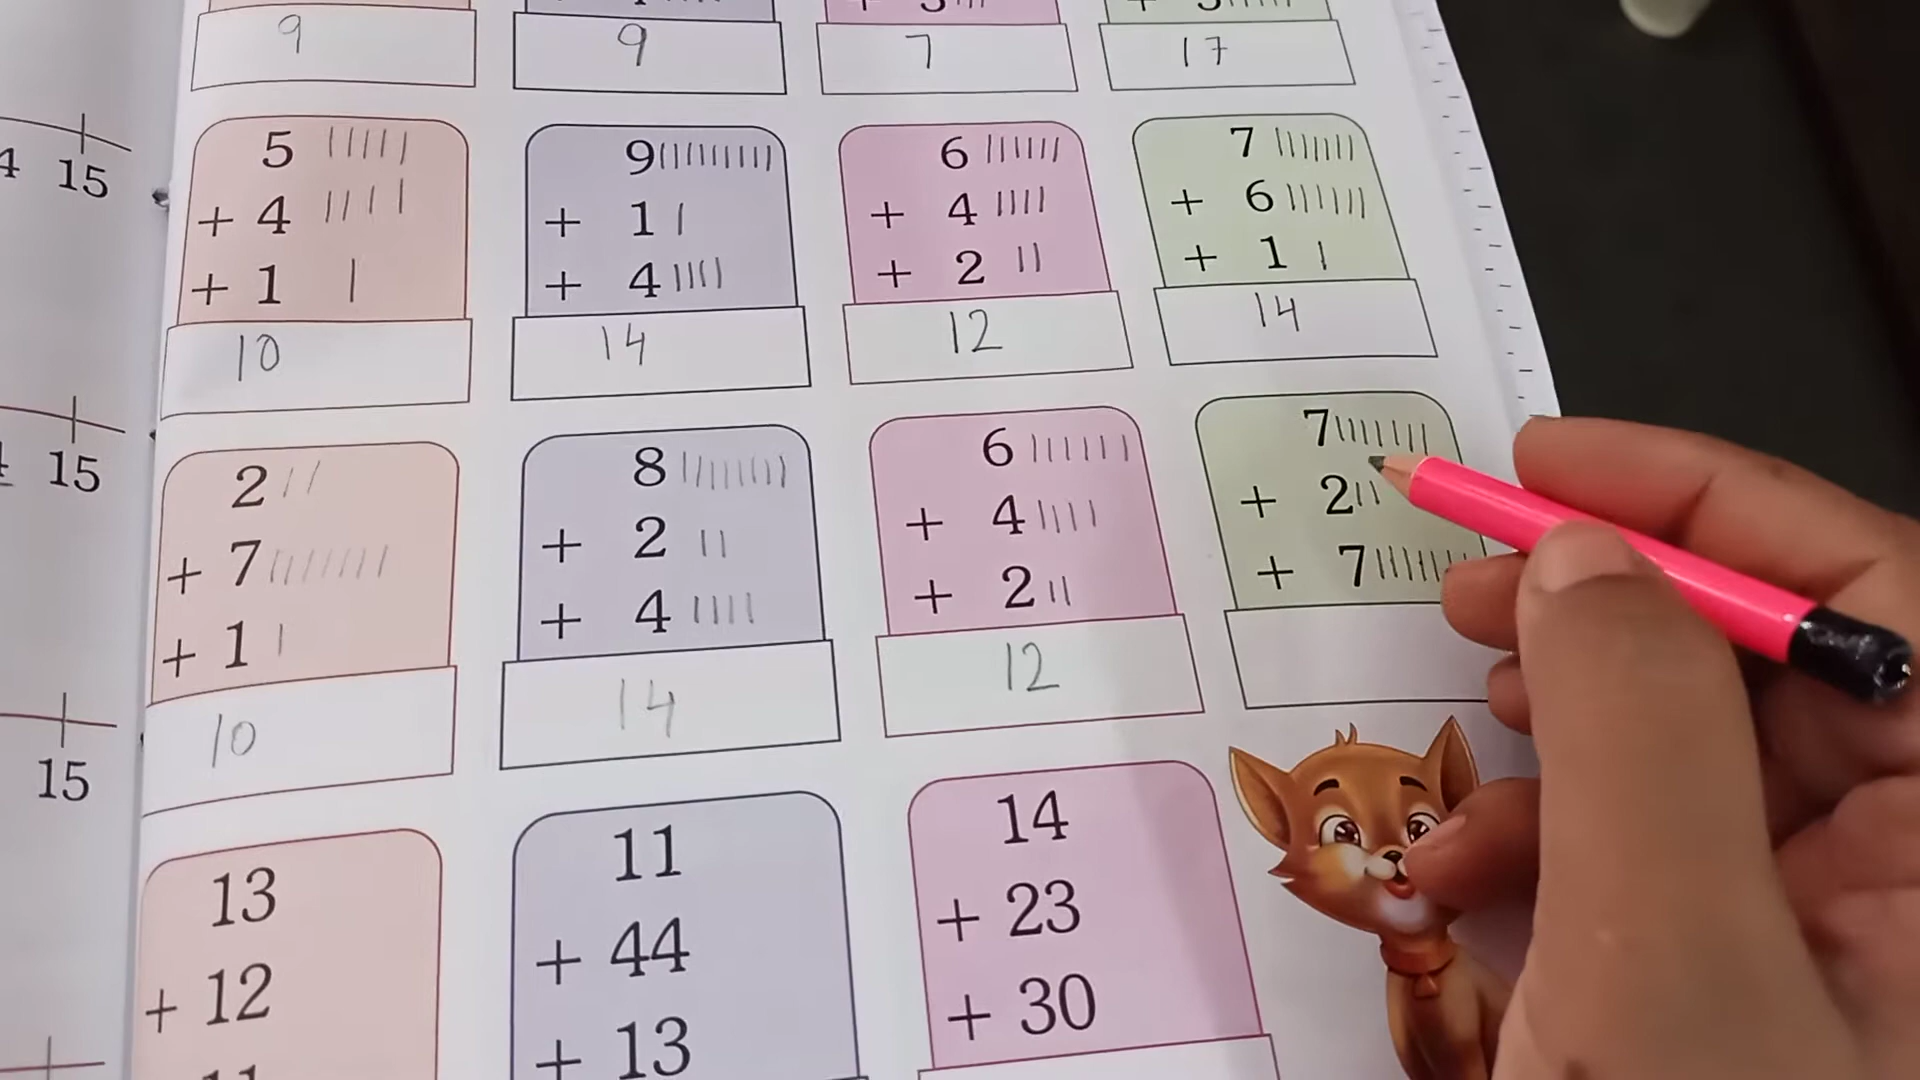 9 9 7 17
5 9 6 7
+ 4 + 1 + 4 + 6
+ 1 + 4 + 2 + 1
10 14 12 14
2 8 6 7
+ 7 + 2 + 4 + 2
+ 1 + 4 + 2 + 7
10 14 12
13 11 14
+ 12 + 44 + 23
+ 13 + 30
4 15
15
15